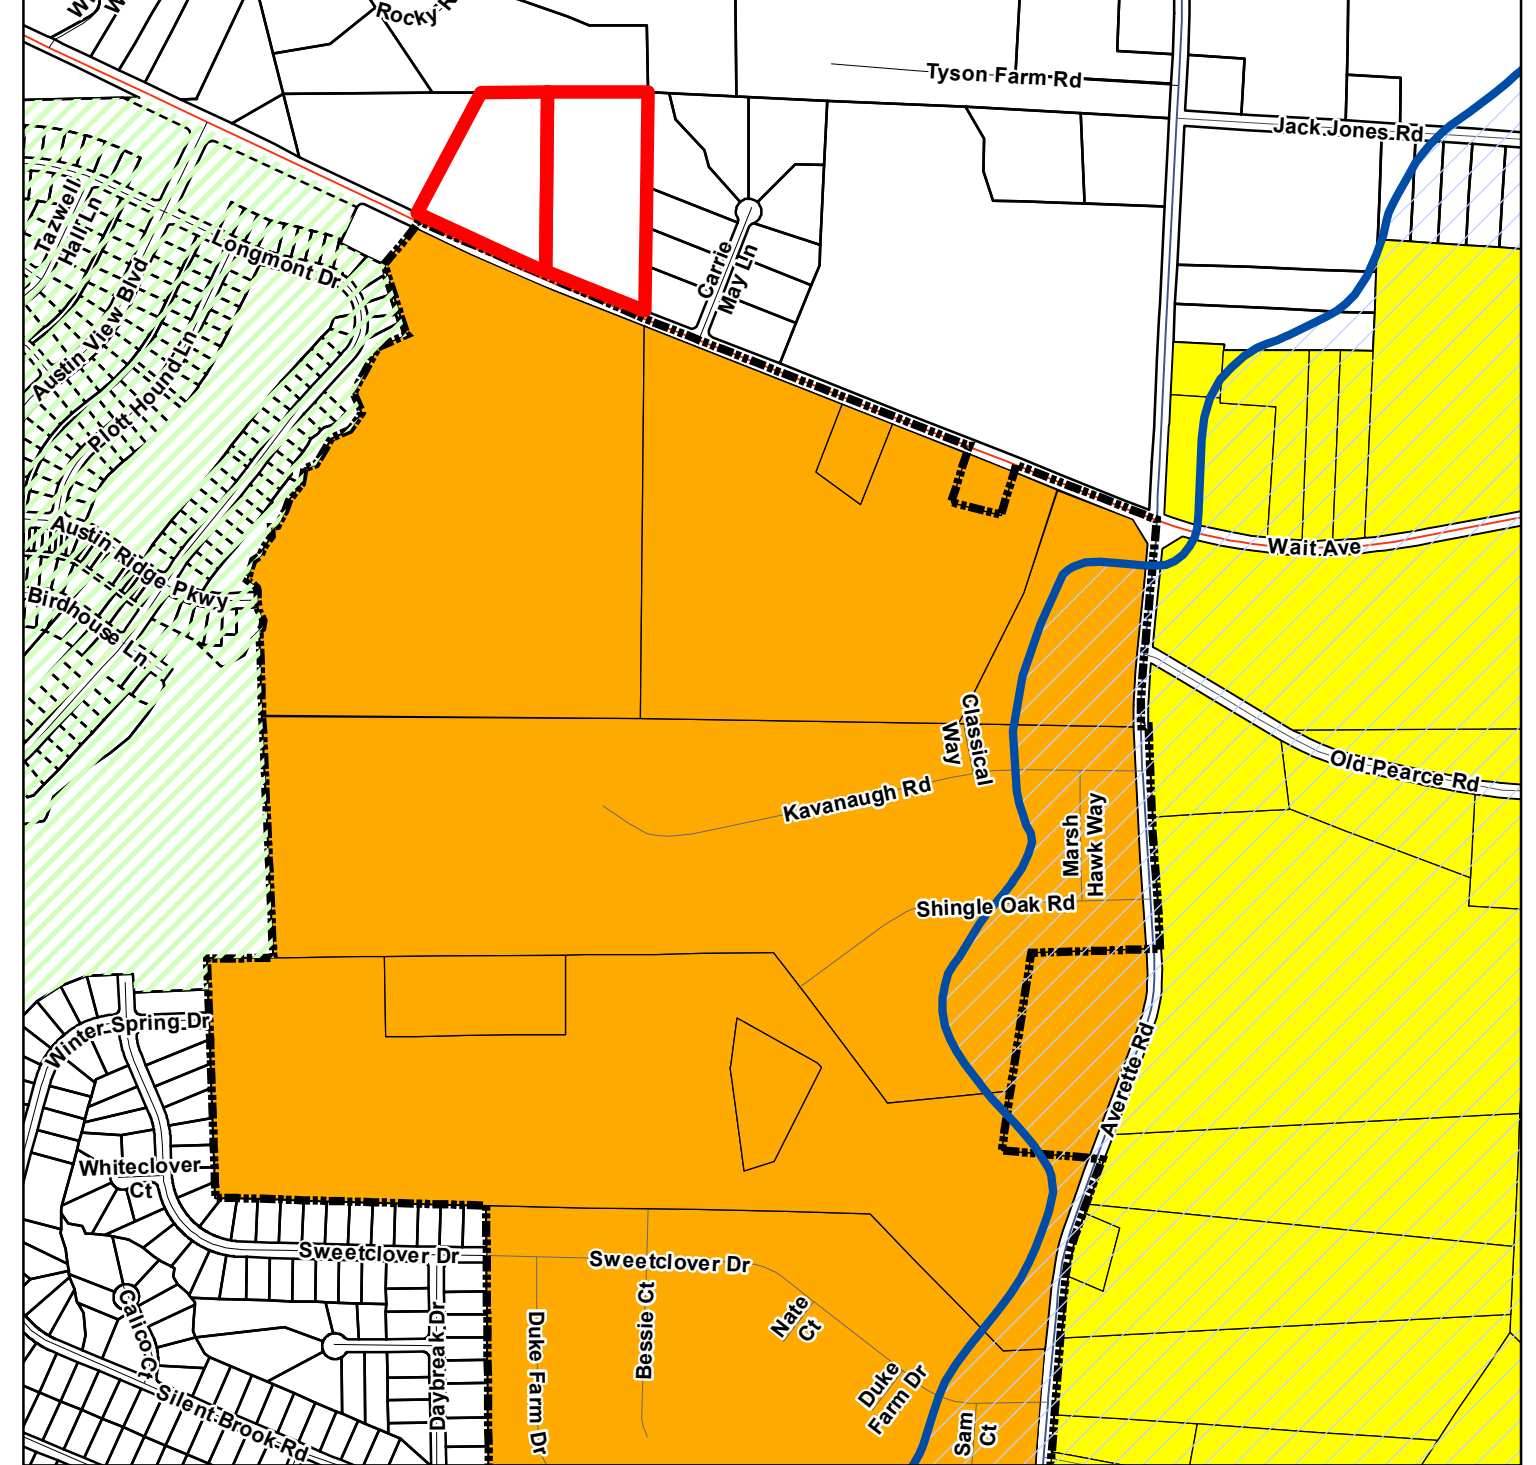 Rocky
Tyson Farm Rd
Jack Jones Rd
Tazwell
Hall Ln
Longmont Dr
Carrie
May Ln
Austin View Blvd
Plott Hound Ln
Austin Ridge Pkwy
Wait Ave
Birdhouse Ln
Classical
Way
Old Pearce Rd
Kavanaugh Rd
Marsh
Hawk Way
Shingle Oak Rd
Winter Spring Dr
Averette Rd
Whiteclover
Ct
Sweetclover Dr
Sweetclover Dr
Calico Ct
Daybreak Dr
Duke Farm Dr
Bessie Ct
Nate
Ct
Duke
Farm Dr
Sam
Ct
Silent Brook Rd